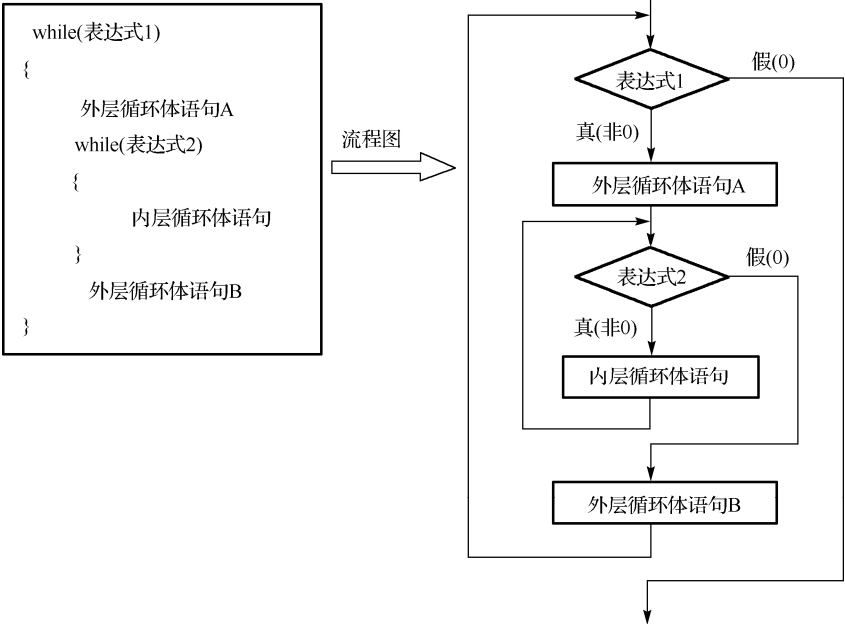 while(表达式1)
{
外层循环体语句A
while(表达式2)
{
内层循环体语句
}
外层循环体语句B
}
流程图
表达式1
假(0)
真(非0)
外层循环体语句A
表达式2
假(0)
真(非0)
内层循环体语句
外层循环体语句B